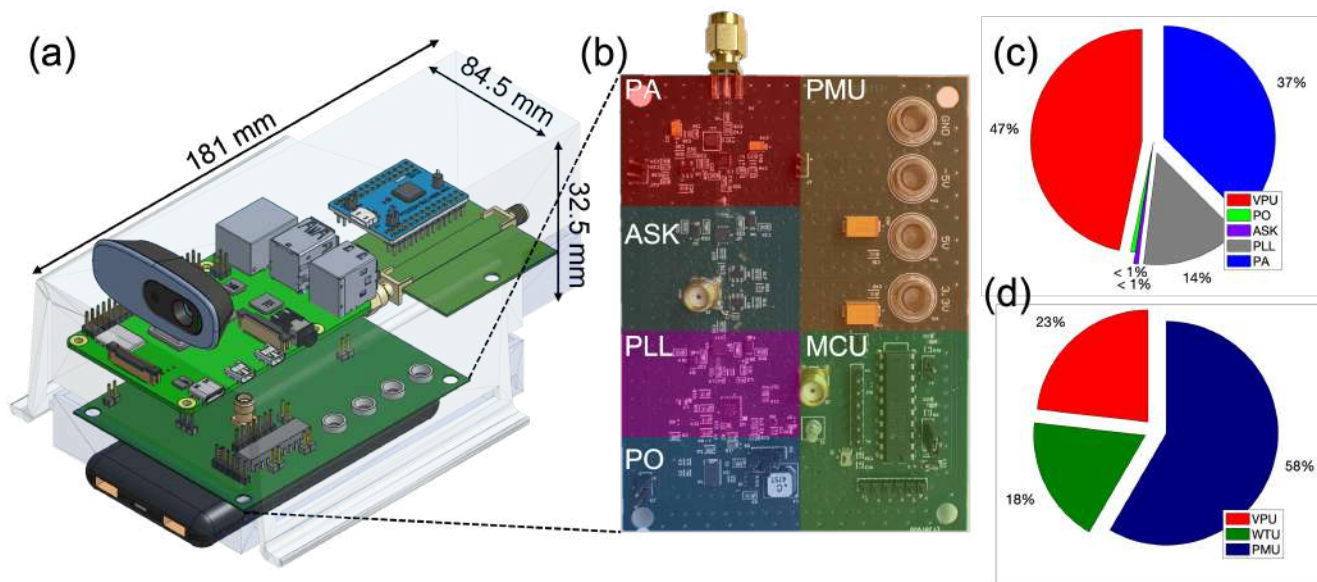 (a)
181 mm
84.5 mm
32.5 mm
(b)
PA
PMU
GND
-5V
5V
3.3V
ASK
PLL
MCU
PO
(c)
47%
37%
14%
< 1%
< 1%
VPU
PO
ASK
PLL
PA
(d)
23%
18%
58%
VPU
WTU
PMU